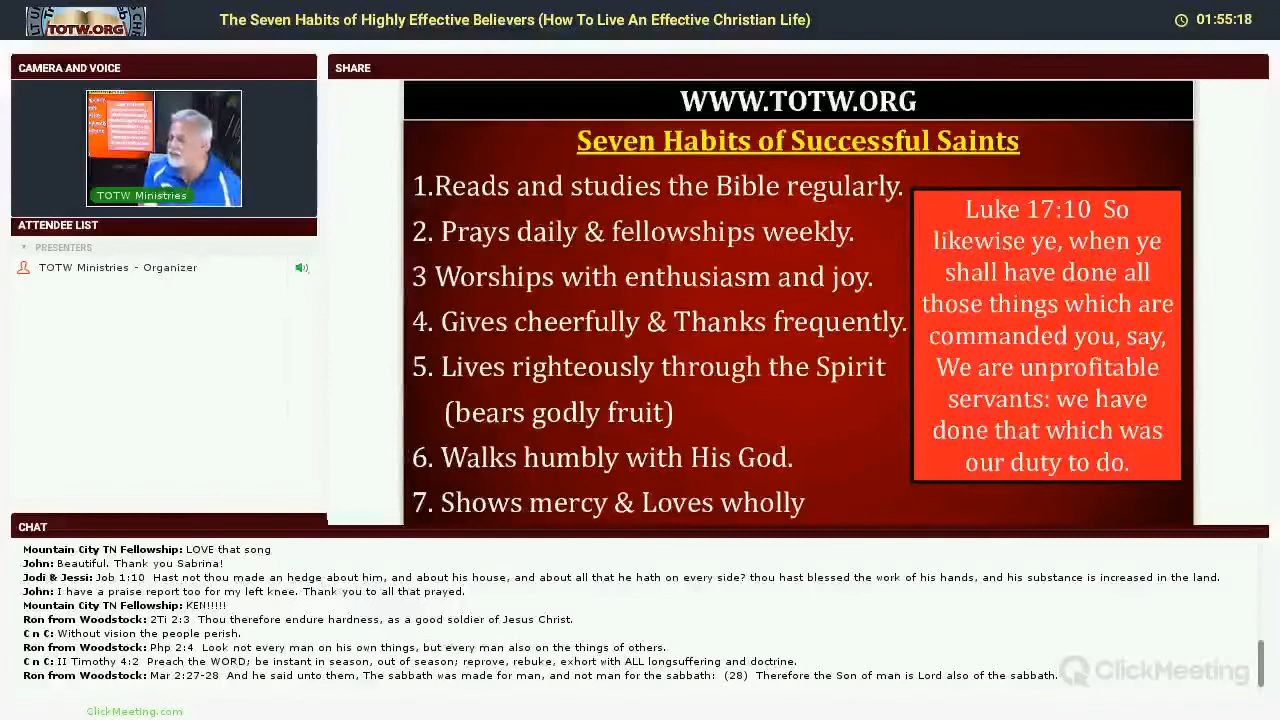 TOTW.ORG
The Seven Habits of Highly Effective Believers (How To Live An Effective Christian Life)
01:55:18
CAMERA AND VOICE
TOTW Ministries
ATTENDEE LIST
PRESENTERS
TOTW Ministries - Organizer
SHARE
WWW.TOTW.ORG
Seven Habits of Successful Saints
1.Reads and studies the Bible regularly.
2. Prays daily & fellowships weekly.
3 Worships with enthusiasm and joy.
4. Gives cheerfully & Thanks frequently.
5. Lives righteously through the Spirit
(bears godly fruit)
6. Walks humbly with His God.
7. Shows mercy & Loves wholly
Luke 17:10 So
likewise ye, when ye
shall have done all
those things which are
commanded you, say,
We are unprofitable
servants: we have
done that which was
our duty to do.
CHAT
Mountain City TN Fellowship: LOVE that song
John: Beautiful. Thank you Sabrina!
Jodi & Jessi: Job 1:10 Hast not thou made an hedge about him, and about his house, and about all that he hath on every side? thou hast blessed the work of his hands, and his substance is increased in the land.
John: I have a praise report too for my left knee. Thank you to all that prayed.
Mountain City TN Fellowship: KEN!!!!!
Ron from Woodstock: 2Ti 2:3 Thou therefore endure hardness, as a good soldier of Jesus Christ.
C n C: Without vision the people perish.
Ron from Woodstock: Php 2:4 Look not every man on his own things, but every man also on the things of others.
C n C: II Timothy 4:2 Preach the WORD; be instant in season, out of season; reprove, rebuke, exhort with ALL longsuffering and doctrine.
Ron from Woodstock: Mar 2:27-28 And he said unto them, The sabbath was made for man, and not man for the sabbath: (28) Therefore the Son of man is Lord also of the sabbath.
ClickMeeting
ClickMeeting.com